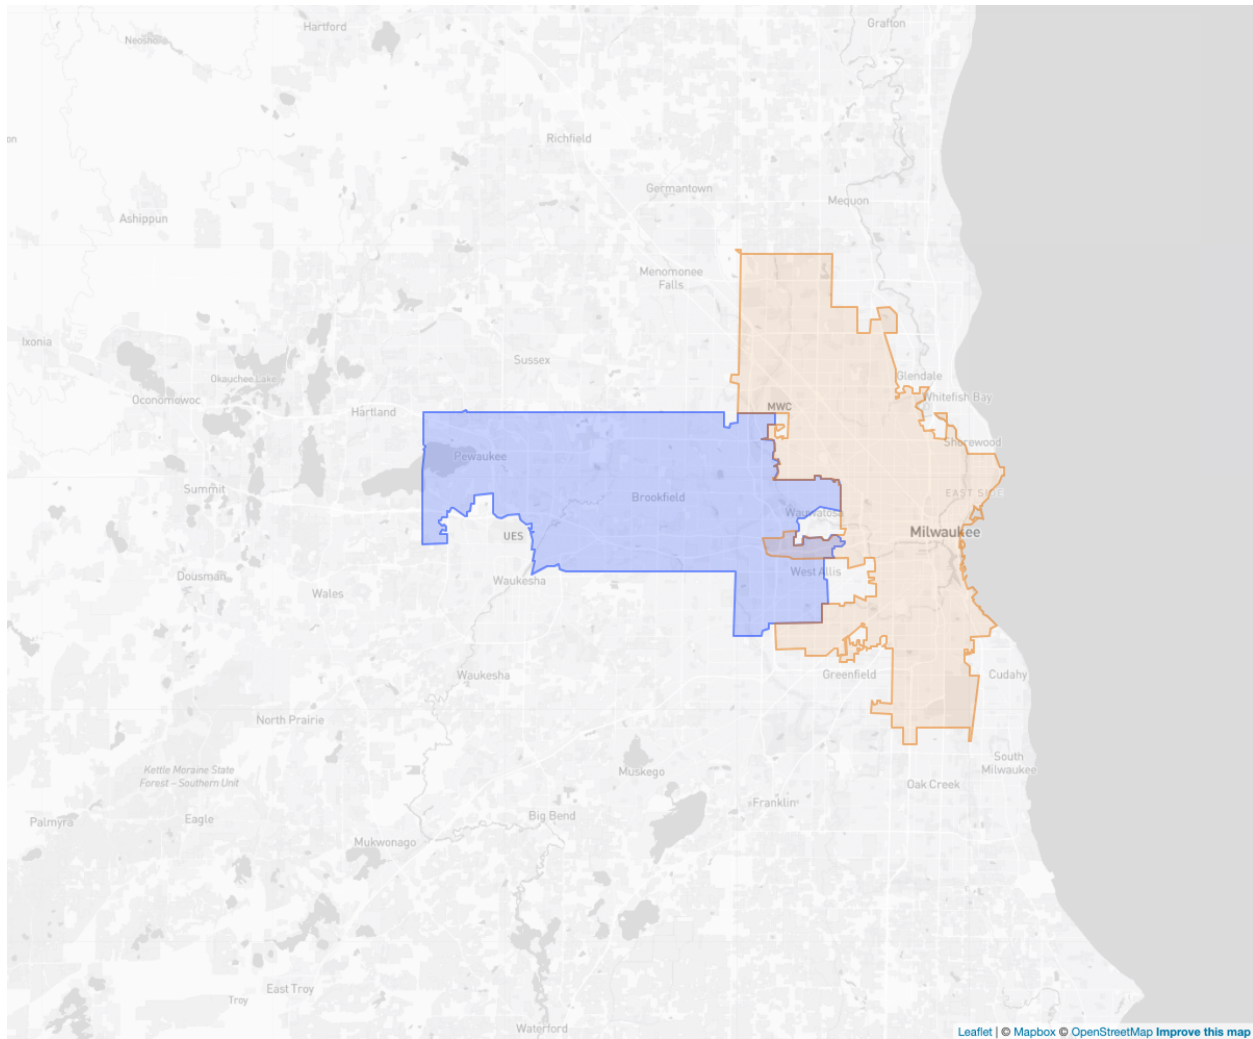 Grafton
Hartford
Neosho
on
Richfield
Germantown
Mequon
Ashippun
Menomonee
Falls
Ixonia
Sussex
Okauchee Lake
Glendale
Oconomowoc
Hartland
MWC
Whitefish Bay
Shorewood
Pewaukee
Summit
Brookfield
EAST SIDE
Wauwatosa
UES
Milwaukee
Dousman
Waukesha
West Allis
Wales
Waukesha
Greenfield
Cudahy
North Prairie
South
Milwaukee
Kettle Moraine State
Forest – Southern Unit
Muskego
Oak Creek
Franklin
Palmyra
Eagle
Big Bend
Mukwonago
East Troy
Troy
Waterford
Leaflet | © Mapbox © OpenStreetMap Improve this map